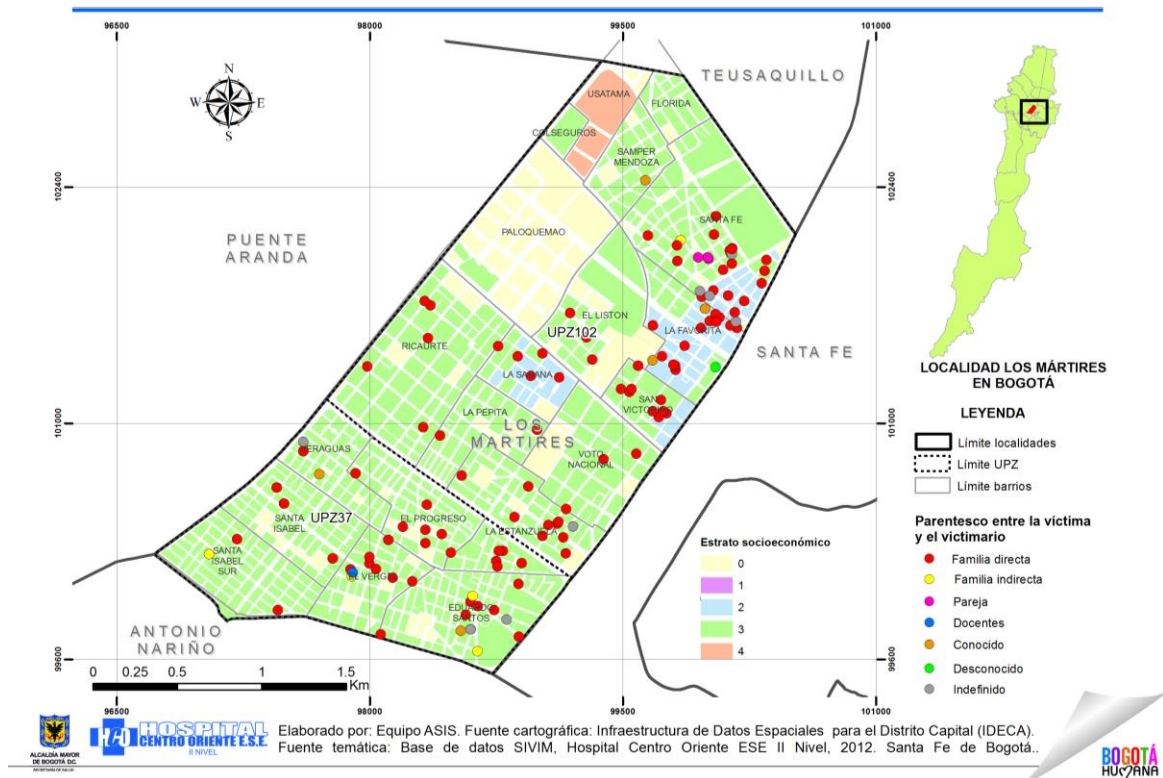 96500 98000 99500 101000
TEUSAQUILLO
N
W E
S
USATAMA
FLORIDA
COLSEGUROS
SAMPER
MENDOZA
102400 102400
SANTA FE
PALOQUEMAO
PUENTE
ARANDA
EL LISTON
UPZ102
LA FAVORITA
RICAURTE
SANTA FE
LA SABANA
SAN
VICTORINO
LA PEPITA
101000 101000
LOS
MARTIRES
VERAGUAS
VOTO
NACIONAL
SANTA
ISABEL
UPZ37
EL PROGRESO
LA ESTANZUELA
SANTA
ISABEL
SUR
EL VERGEL
EDUARDO
SANTOS
ANTONIO
NARIÑO
99600 99600
0 0.25 0.5 1 1.5
Km
Estrato socioeconómico
0
1
2
3
4
LOCALIDAD LOS MÁRTIRES
EN BOGOTÁ
LEYENDA
Límite localidades
Límite UPZ
Límite barrios
Parentesco entre la víctima
y el victimario
Familia directa
Familia indirecta
Pareja
Docentes
Conocido
Desconocido
Indefinido
ALCALDÍA MAYOR
DE BOGOTÁ D.C.
SECRETARÍA DE SALUD
HCO HOSPITAL
CENTRO ORIENTE E.S.E.
II NIVEL
Elaborado por: Equipo ASIS. Fuente cartográfica: Infraestructura de Datos Espaciales para el Distrito Capital (IDECA).
Fuente temática: Base de datos SIVIM, Hospital Centro Oriente ESE II Nivel, 2012. Santa Fe de Bogotá..
BOGOTÁ
HUMANA